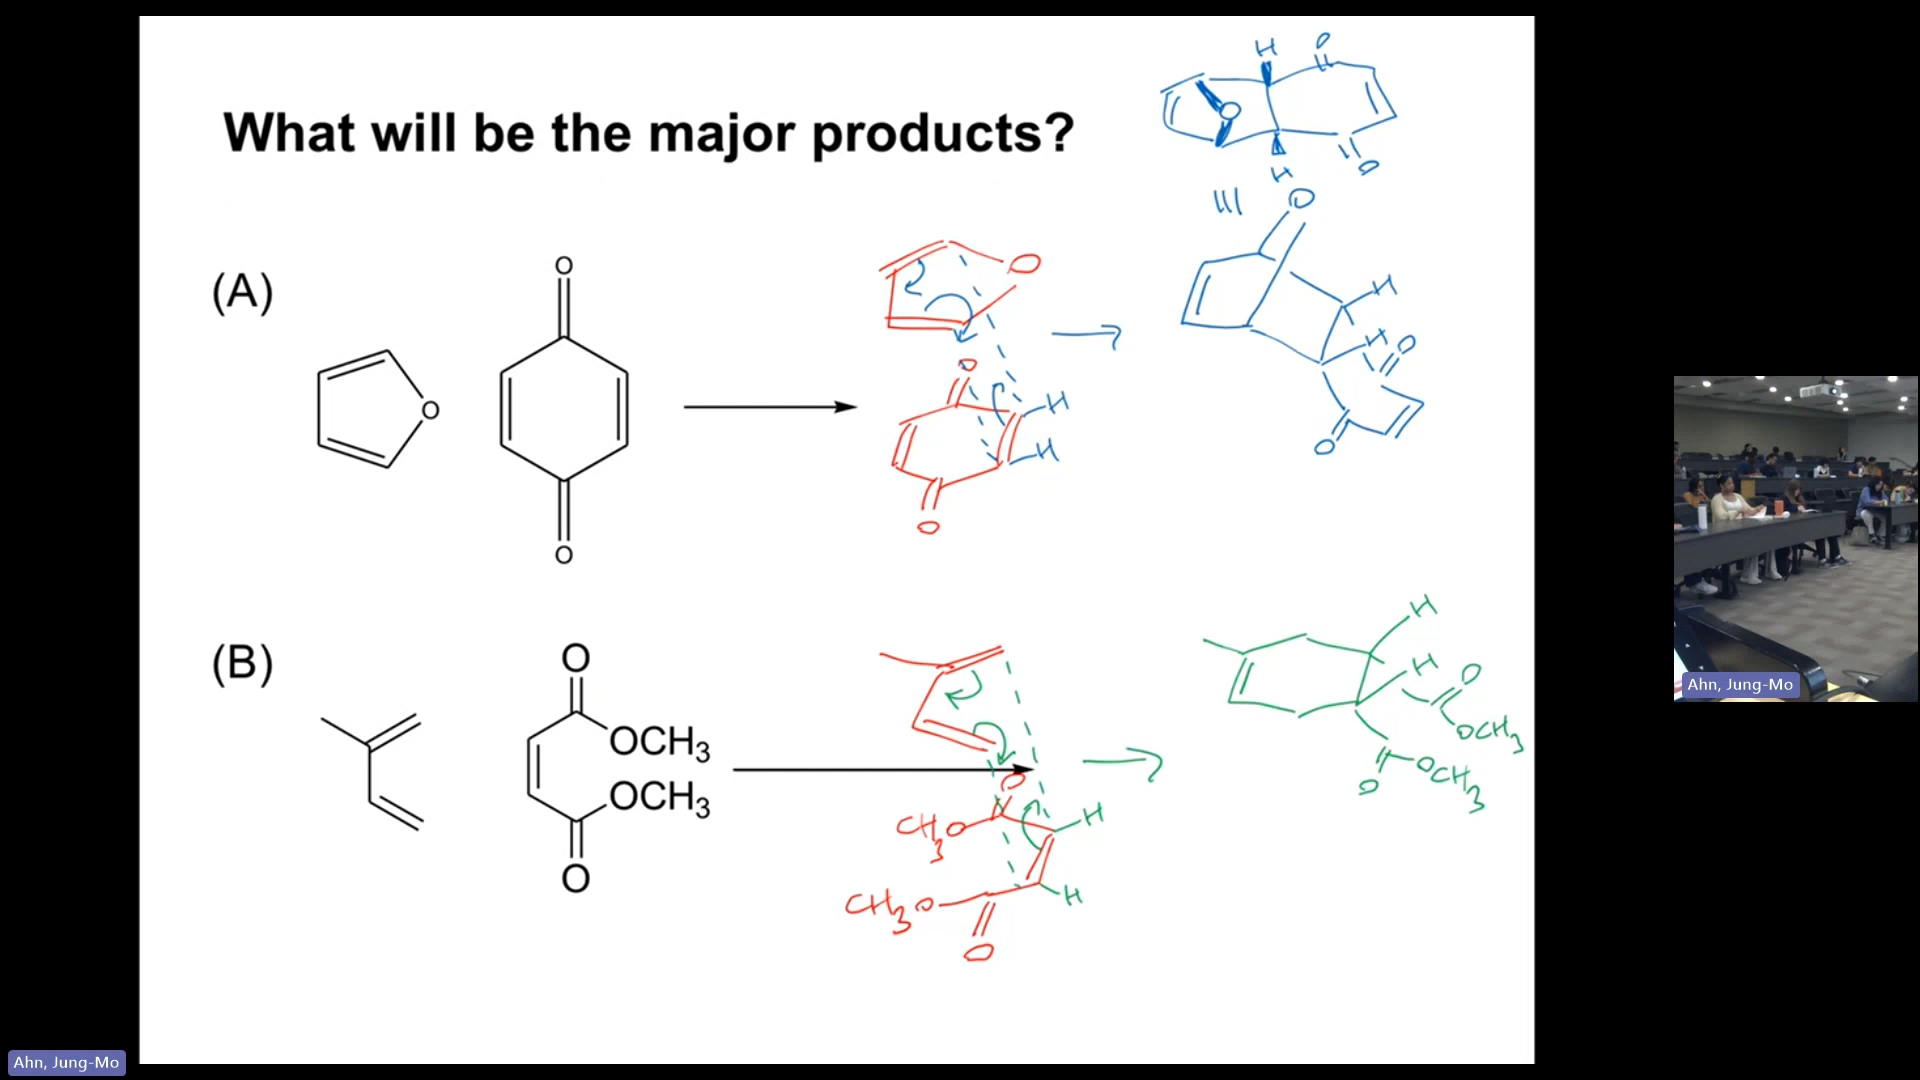 What will be the major products?
H
O
O
H
O
(A)
O
O
O
O
O
H
H
O
H
H
O
O
(B)
O
OCH3
OCH3
O
O
CH3O
H
CH3O
H
O
H
H
O
OCH3
OCH3
O
Ahn, Jung-Mo
Ahn, Jung-Mo